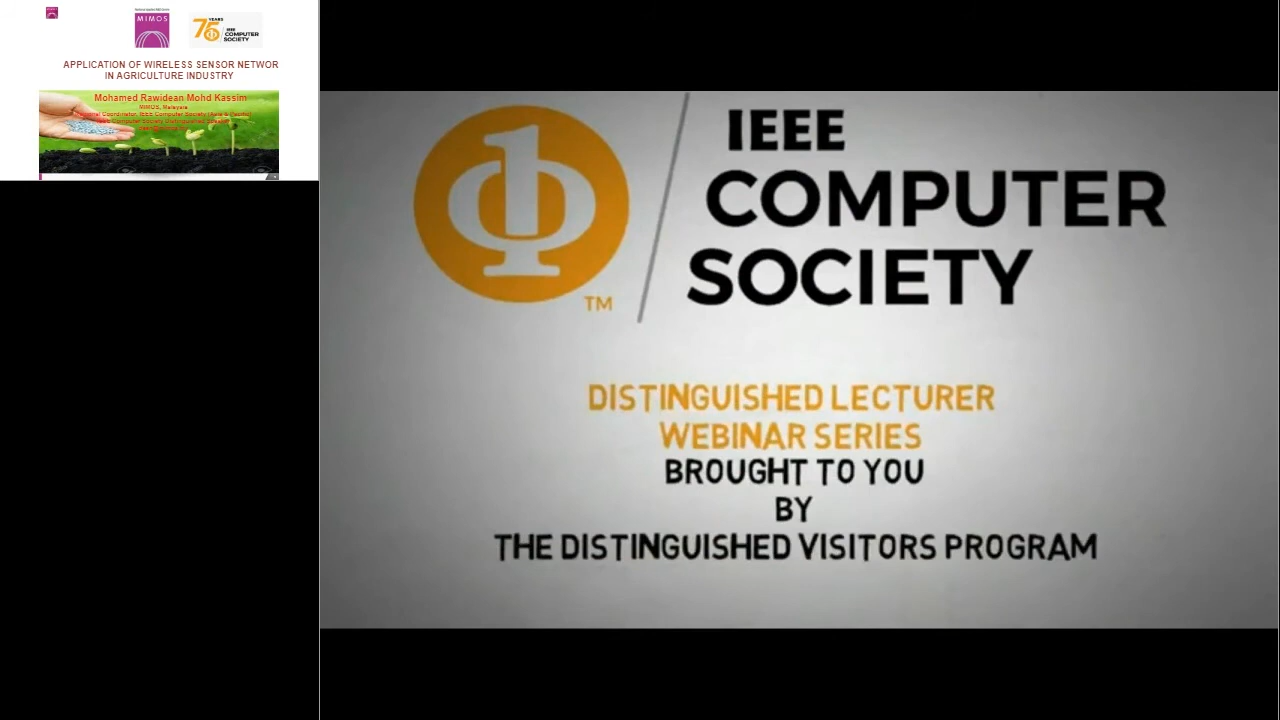 MIMOS
75 YEARS
IEEE
COMPUTER
SOCIETY
APPLICATION OF WIRELESS SENSOR NETWOR
IN AGRICULTURE INDUSTRY
Mohamed Rawidean Mohd Kassim
MIMOS, Malaysia
IEEE
COMPUTER
SOCIETY
TM
DISTINGUISHED LECTURER
WEBINAR SERIES
BROUGHT TO YOU
BY
THE DISTINGUISHED VISITORS PROGRAM